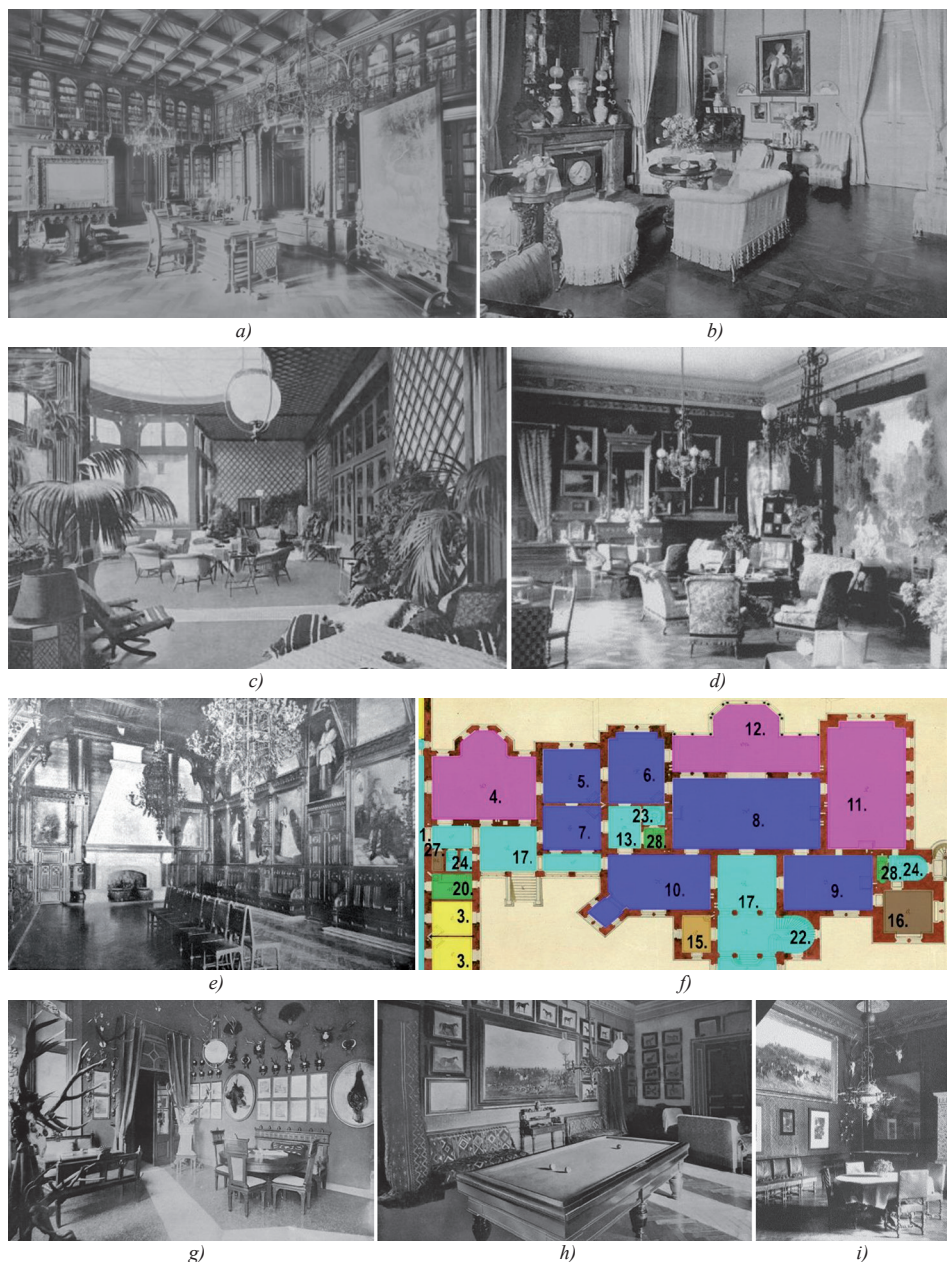 a)
b)
c)
d)
12.
6.
5.
4.
11.
23.
8.
7.
13.
28.
1.
27.
24.
17.
28.
24.
20.
10.
9.
17.
16.
3.
15.
22.
3.
e)
f)
g)
h)
i)